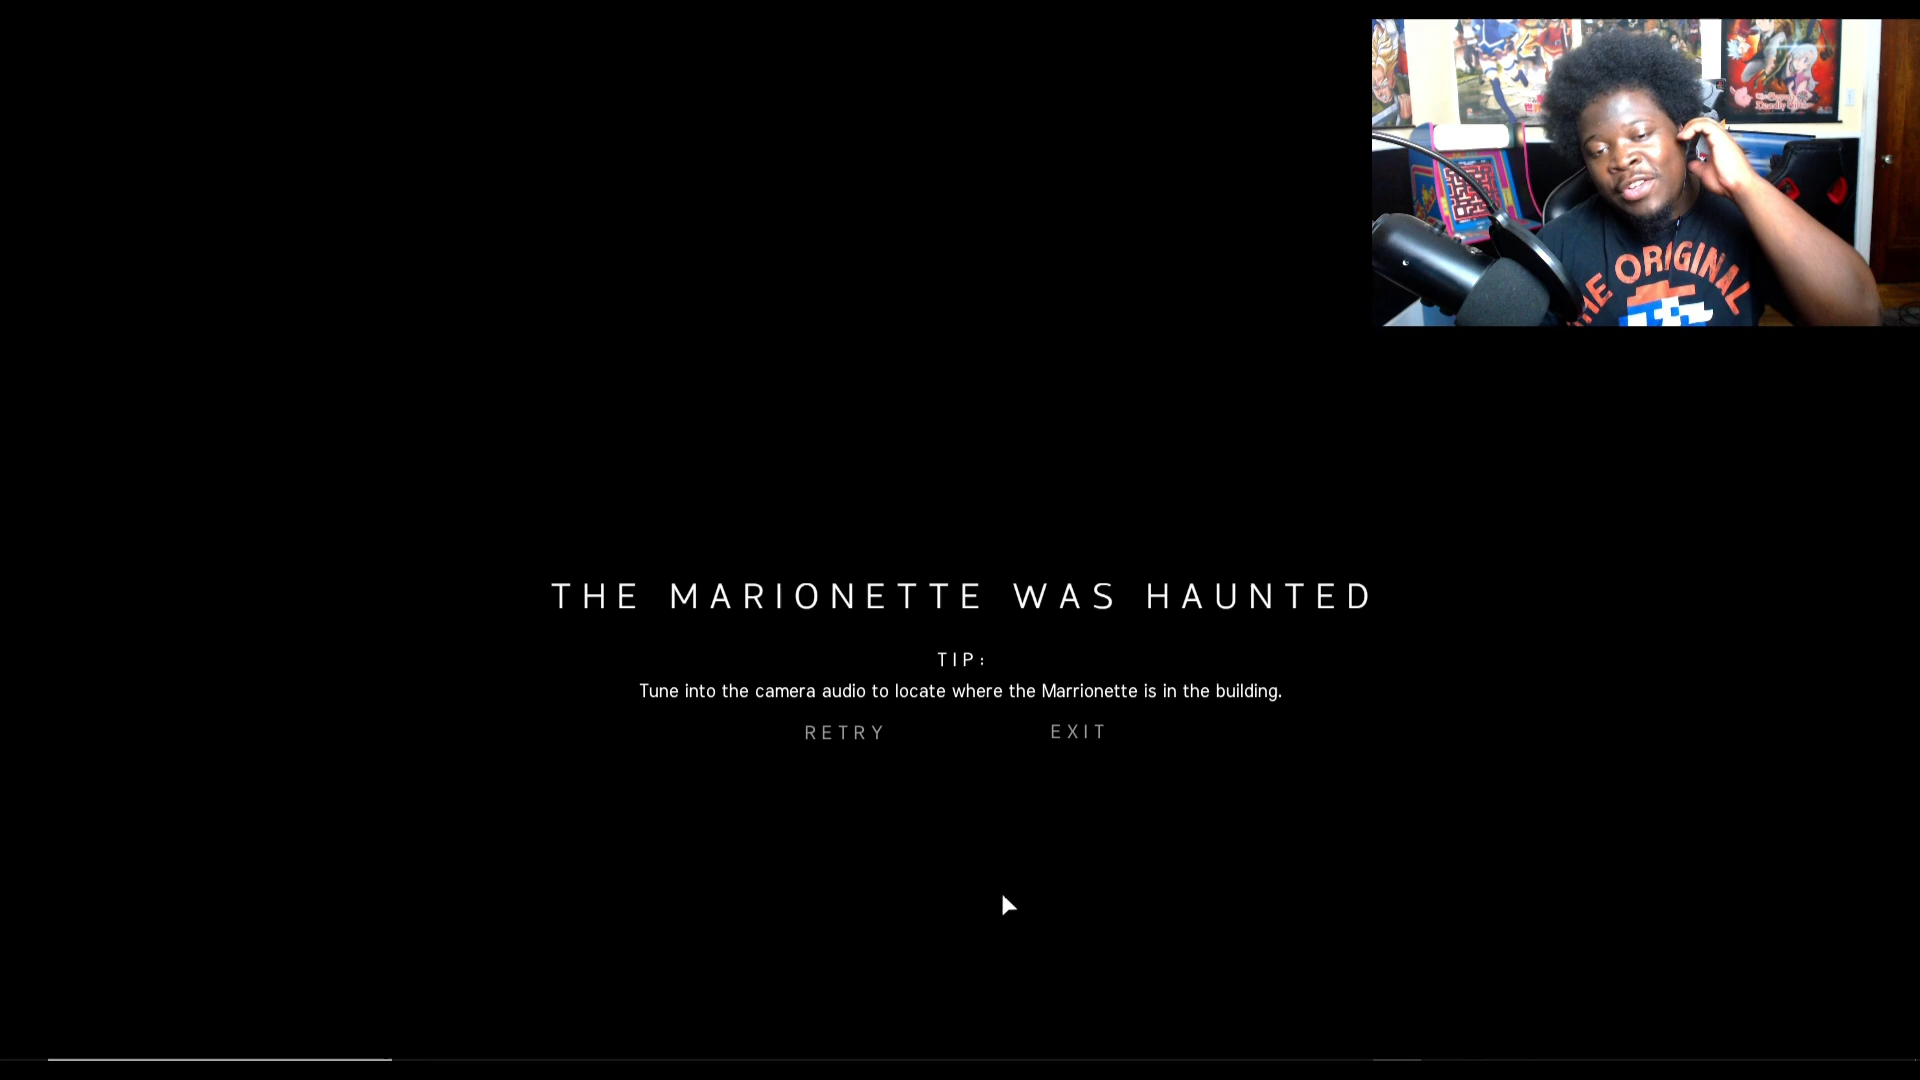 THE ORIGINAL
THE MARIONETTE WAS HAUNTED
TIP:
Tune into the camera audio to locate where the Marrionette is in the building.
RETRY
EXIT